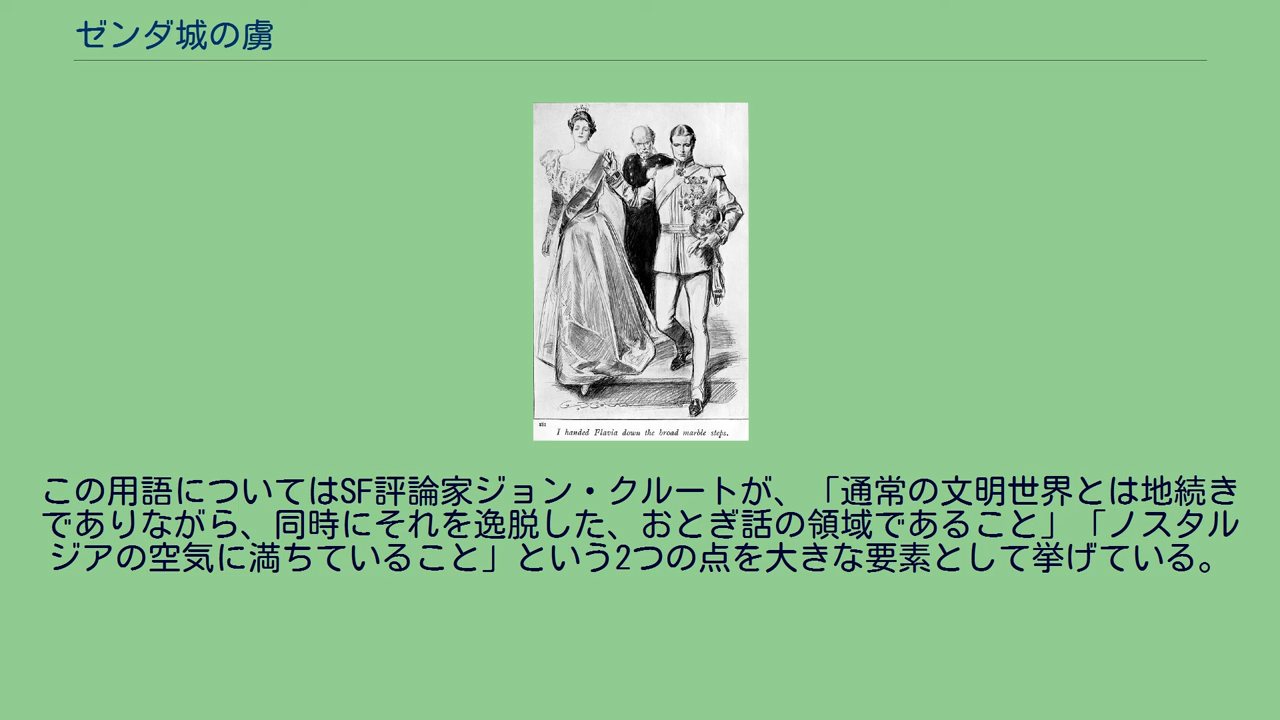 ゼンダ城の虜
I handed Flavia down the broad marble steps.
この用語についてはSF評論家ジョン・クルートが、「通常の文明世界とは地続き
でありながら、同時にそれを逸脱した、おとぎ話の領域であること」「ノスタル
ジアの空気に満ちていること」という2つの点を大きな要素として挙げている。